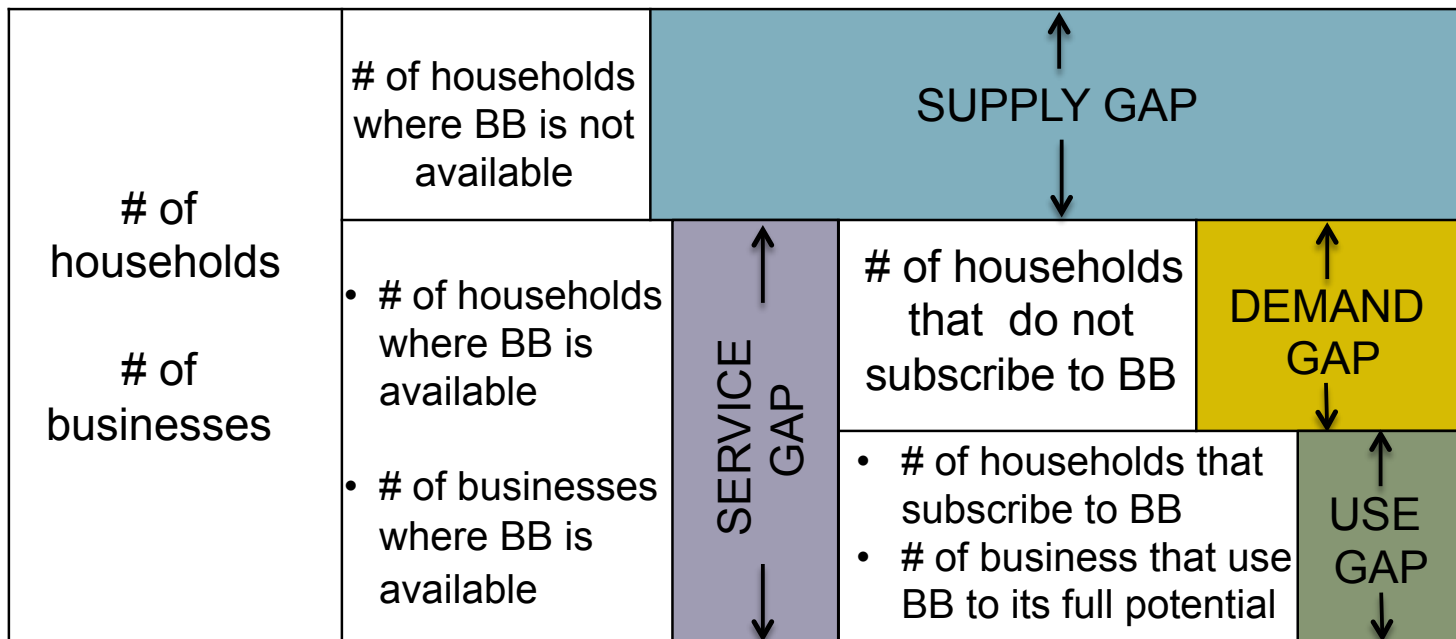 # of
households
# of
businesses
# of households
where BB is not
available
SUPPLY GAP
• # of households
where BB is
available
• # of businesses
where BB is
available
SERVICE
GAP
# of households
that do not
subscribe to BB
DEMAND
GAP
• # of households that
subscribe to BB
• # of business that use
BB to its full potential
USE
GAP